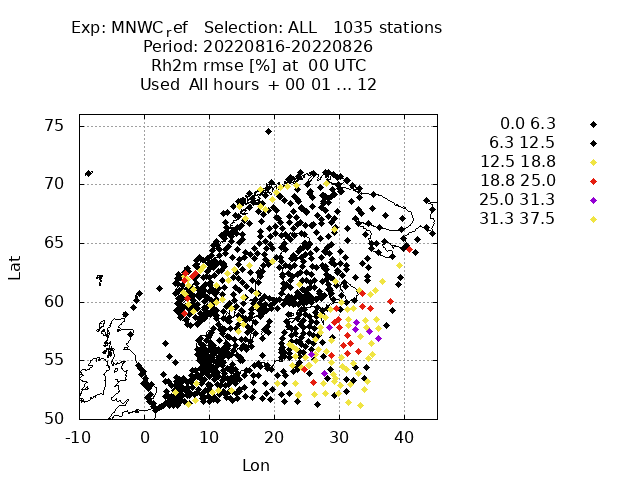 Exp: MNWC_ref Selection: ALL 1035 stations
Period: 20220816-20220826
Rh2m rmse [%] at 00 UTC
Used All hours + 00 01 ... 12
0.0 6.3
6.3 12.5
12.5 18.8
18.8 25.0
25.0 31.3
31.3 37.5
75
70
65
60
55
50
Lat
-10 0 10 20 30 40
Lon